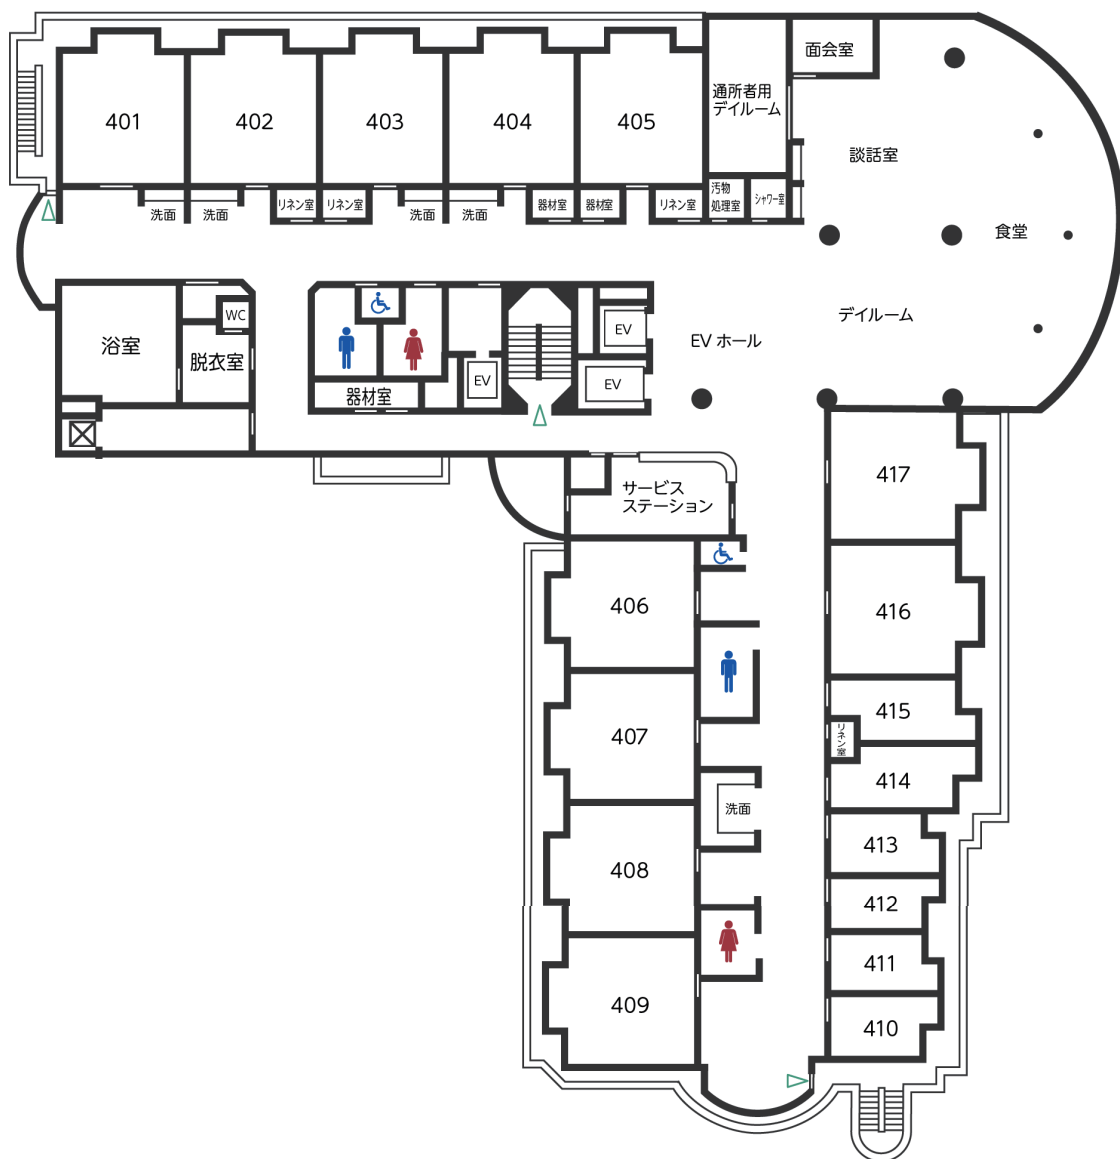 面会室
通所者用
デイルーム
401
402
403
404
405
談話室
汚物
処理室
シャワー室
リネン室
リネン室
器材室
器材室
リネン室
洗面
洗面
洗面
洗面
食堂
デイルーム
EV ホール
WC
浴室
脱衣室
EV
EV
EV
器材室
サービス
ステーション
417
406
416
415
407
リネン室
414
洗面
413
408
412
411
409
410